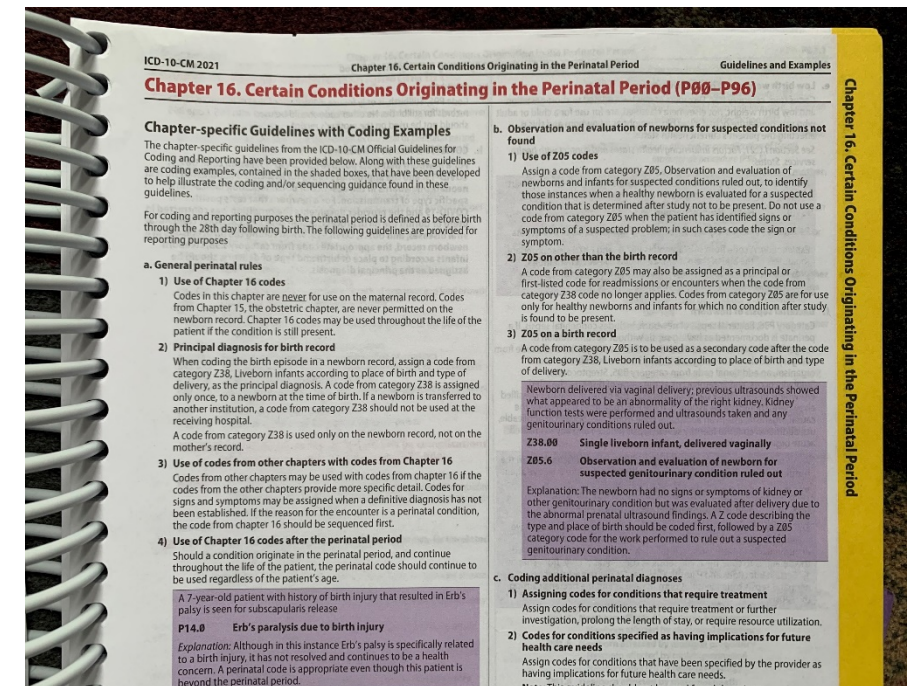 ICD-10-CM 2021
Chapter 16. Certain Conditions Originating in the Perinatal Period
Guidelines and Examples
Chapter 16. Certain Conditions Originating in the Perinatal Period (PØØ–P96)
Chapter-specific Guidelines with Coding Examples
The chapter-specific guidelines from the ICD-10-CM Official Guidelines for
Coding and Reporting have been provided below. Along with these guidelines
are coding examples, contained in the shaded boxes, that have been developed
to help illustrate the coding and/or sequencing guidance found in these
guidelines.
For coding and reporting purposes the perinatal period is defined as before birth
through the 28th day following birth. The following guidelines are provided for
reporting purposes
a. General perinatal rules
1) Use of Chapter 16 codes
Codes in this chapter are never for use on the maternal record. Codes
from Chapter 15, the obstetric chapter, are never permitted on the
newborn record. Chapter 16 codes may be used throughout the life of the
patient if the condition is still present.
2) Principal diagnosis for birth record
When coding the birth episode in a newborn record, assign a code from
category Z38, Liveborn infants according to place of birth and type of
delivery, as the principal diagnosis. A code from category Z38 is assigned
only once, to a newborn at the time of birth. If a newborn is transferred to
another institution, a code from category Z38 should not be used at the
receiving hospital.
A code from category Z38 is used only on the newborn record, not on the
mother's record.
3) Use of codes from other chapters with codes from Chapter 16
Codes from other chapters may be used with codes from chapter 16 if the
codes from the other chapters provide more specific detail. Codes for
signs and symptoms may be assigned when a definitive diagnosis has not
been established. If the reason for the encounter is a perinatal condition,
the code from chapter 16 should be sequenced first.
4) Use of Chapter 16 codes after the perinatal period
Should a condition originate in the perinatal period, and continue
throughout the life of the patient, the perinatal code should continue to
be used regardless of the patient's age.
A 7-year-old patient with history of birth injury that resulted in Erb's
palsy is seen for subscapularis release
P14.Ø Erb's paralysis due to birth injury
Explanation: Although in this instance Erb's palsy is specifically related
to a birth injury, it has not resolved and continues to be a health
concern. A perinatal code is appropriate even though this patient is
beyond the perinatal period.
b. Observation and evaluation of newborns for suspected conditions not
found
1) Use of ZØ5 codes
Assign a code from category ZØ5, Observation and evaluation of
newborns and infants for suspected conditions ruled out, to identify
those instances when a healthy newborn is evaluated for a suspected
condition that is determined after study not to be present. Do not use a
code from category ZØ5 when the patient has identified signs or
symptoms of a suspected problem; in such cases code the sign or
symptom.
2) ZØ5 on other than the birth record
A code from category ZØ5 may also be assigned as a principal or
first-listed code for readmissions or encounters when the code from
category Z38 code no longer applies. Codes from category ZØ5 are for use
only for healthy newborns and infants for which no condition after study
is found to be present.
3) ZØ5 on a birth record
A code from category ZØ5 is to be used as a secondary code after the code
from category Z38, Liveborn infants according to place of birth and type
of delivery.
Newborn delivered via vaginal delivery; previous ultrasounds showed
what appeared to be an abnormality of the right kidney. Kidney
function tests were performed and ultrasounds taken and any
genitourinary conditions ruled out.
Z38.ØØ Single liveborn infant, delivered vaginally
ZØ5.6 Observation and evaluation of newborn for
suspected genitourinary condition ruled out
Explanation: The newborn had no signs or symptoms of kidney or
other genitourinary condition but was evaluated after delivery due to
the abnormal prenatal ultrasound findings. A Z code describing the
type and place of birth should be coded first, followed by a ZØ5
category code for the work performed to rule out a suspected
genitourinary condition.
c. Coding additional perinatal diagnoses
1) Assigning codes for conditions that require treatment
Assign codes for conditions that require treatment or further
investigation, prolong the length of stay, or require resource utilization.
2) Codes for conditions specified as having implications for future
health care needs
Assign codes for conditions that have been specified by the provider as
having implications for future health care needs.
Chapter 16. Certain Conditions Originating in the Perinatal Period